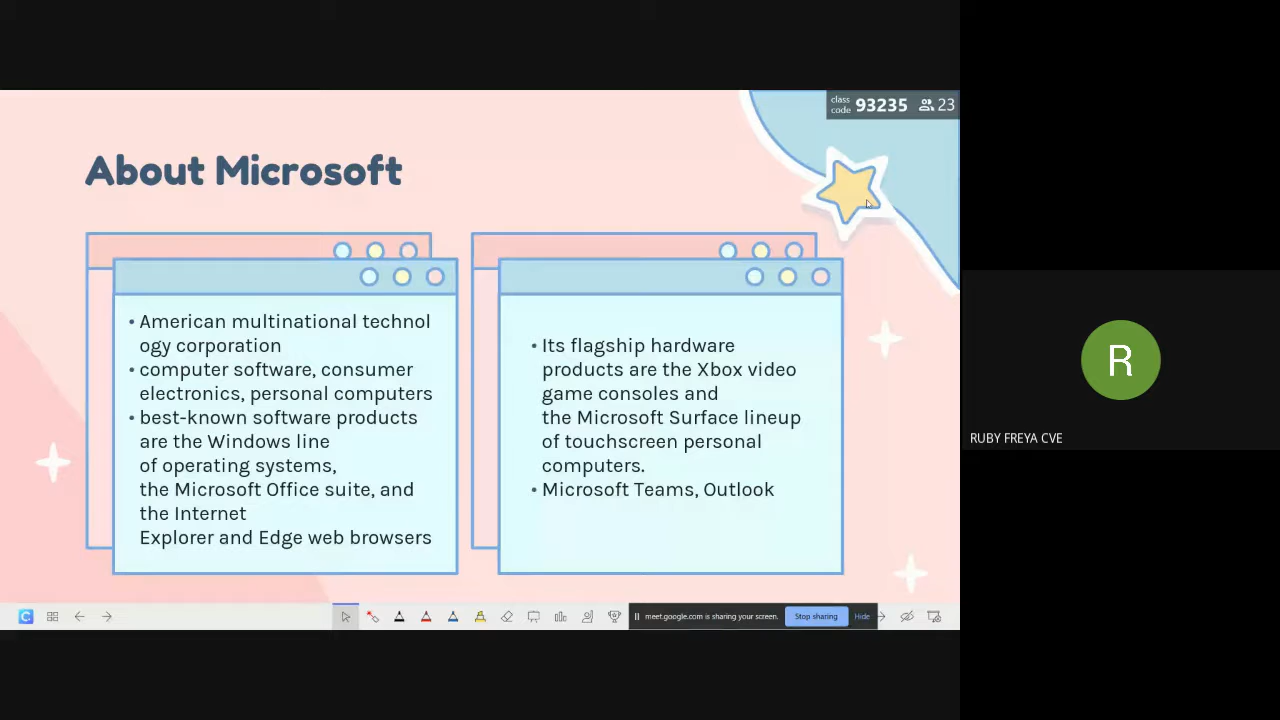 class
code 93235 23
About Microsoft
• American multinational technol
ogy corporation
• computer software, consumer
electronics, personal computers
• best-known software products
are the Windows line
of operating systems,
the Microsoft Office suite, and
the Internet
Explorer and Edge web browsers
• Its flagship hardware
products are the Xbox video
game consoles and
the Microsoft Surface lineup
of touchscreen personal
computers.
• Microsoft Teams, Outlook
R
RUBY FREYA CVE
C
meet.google.com is sharing your screen. Stop sharing Hide